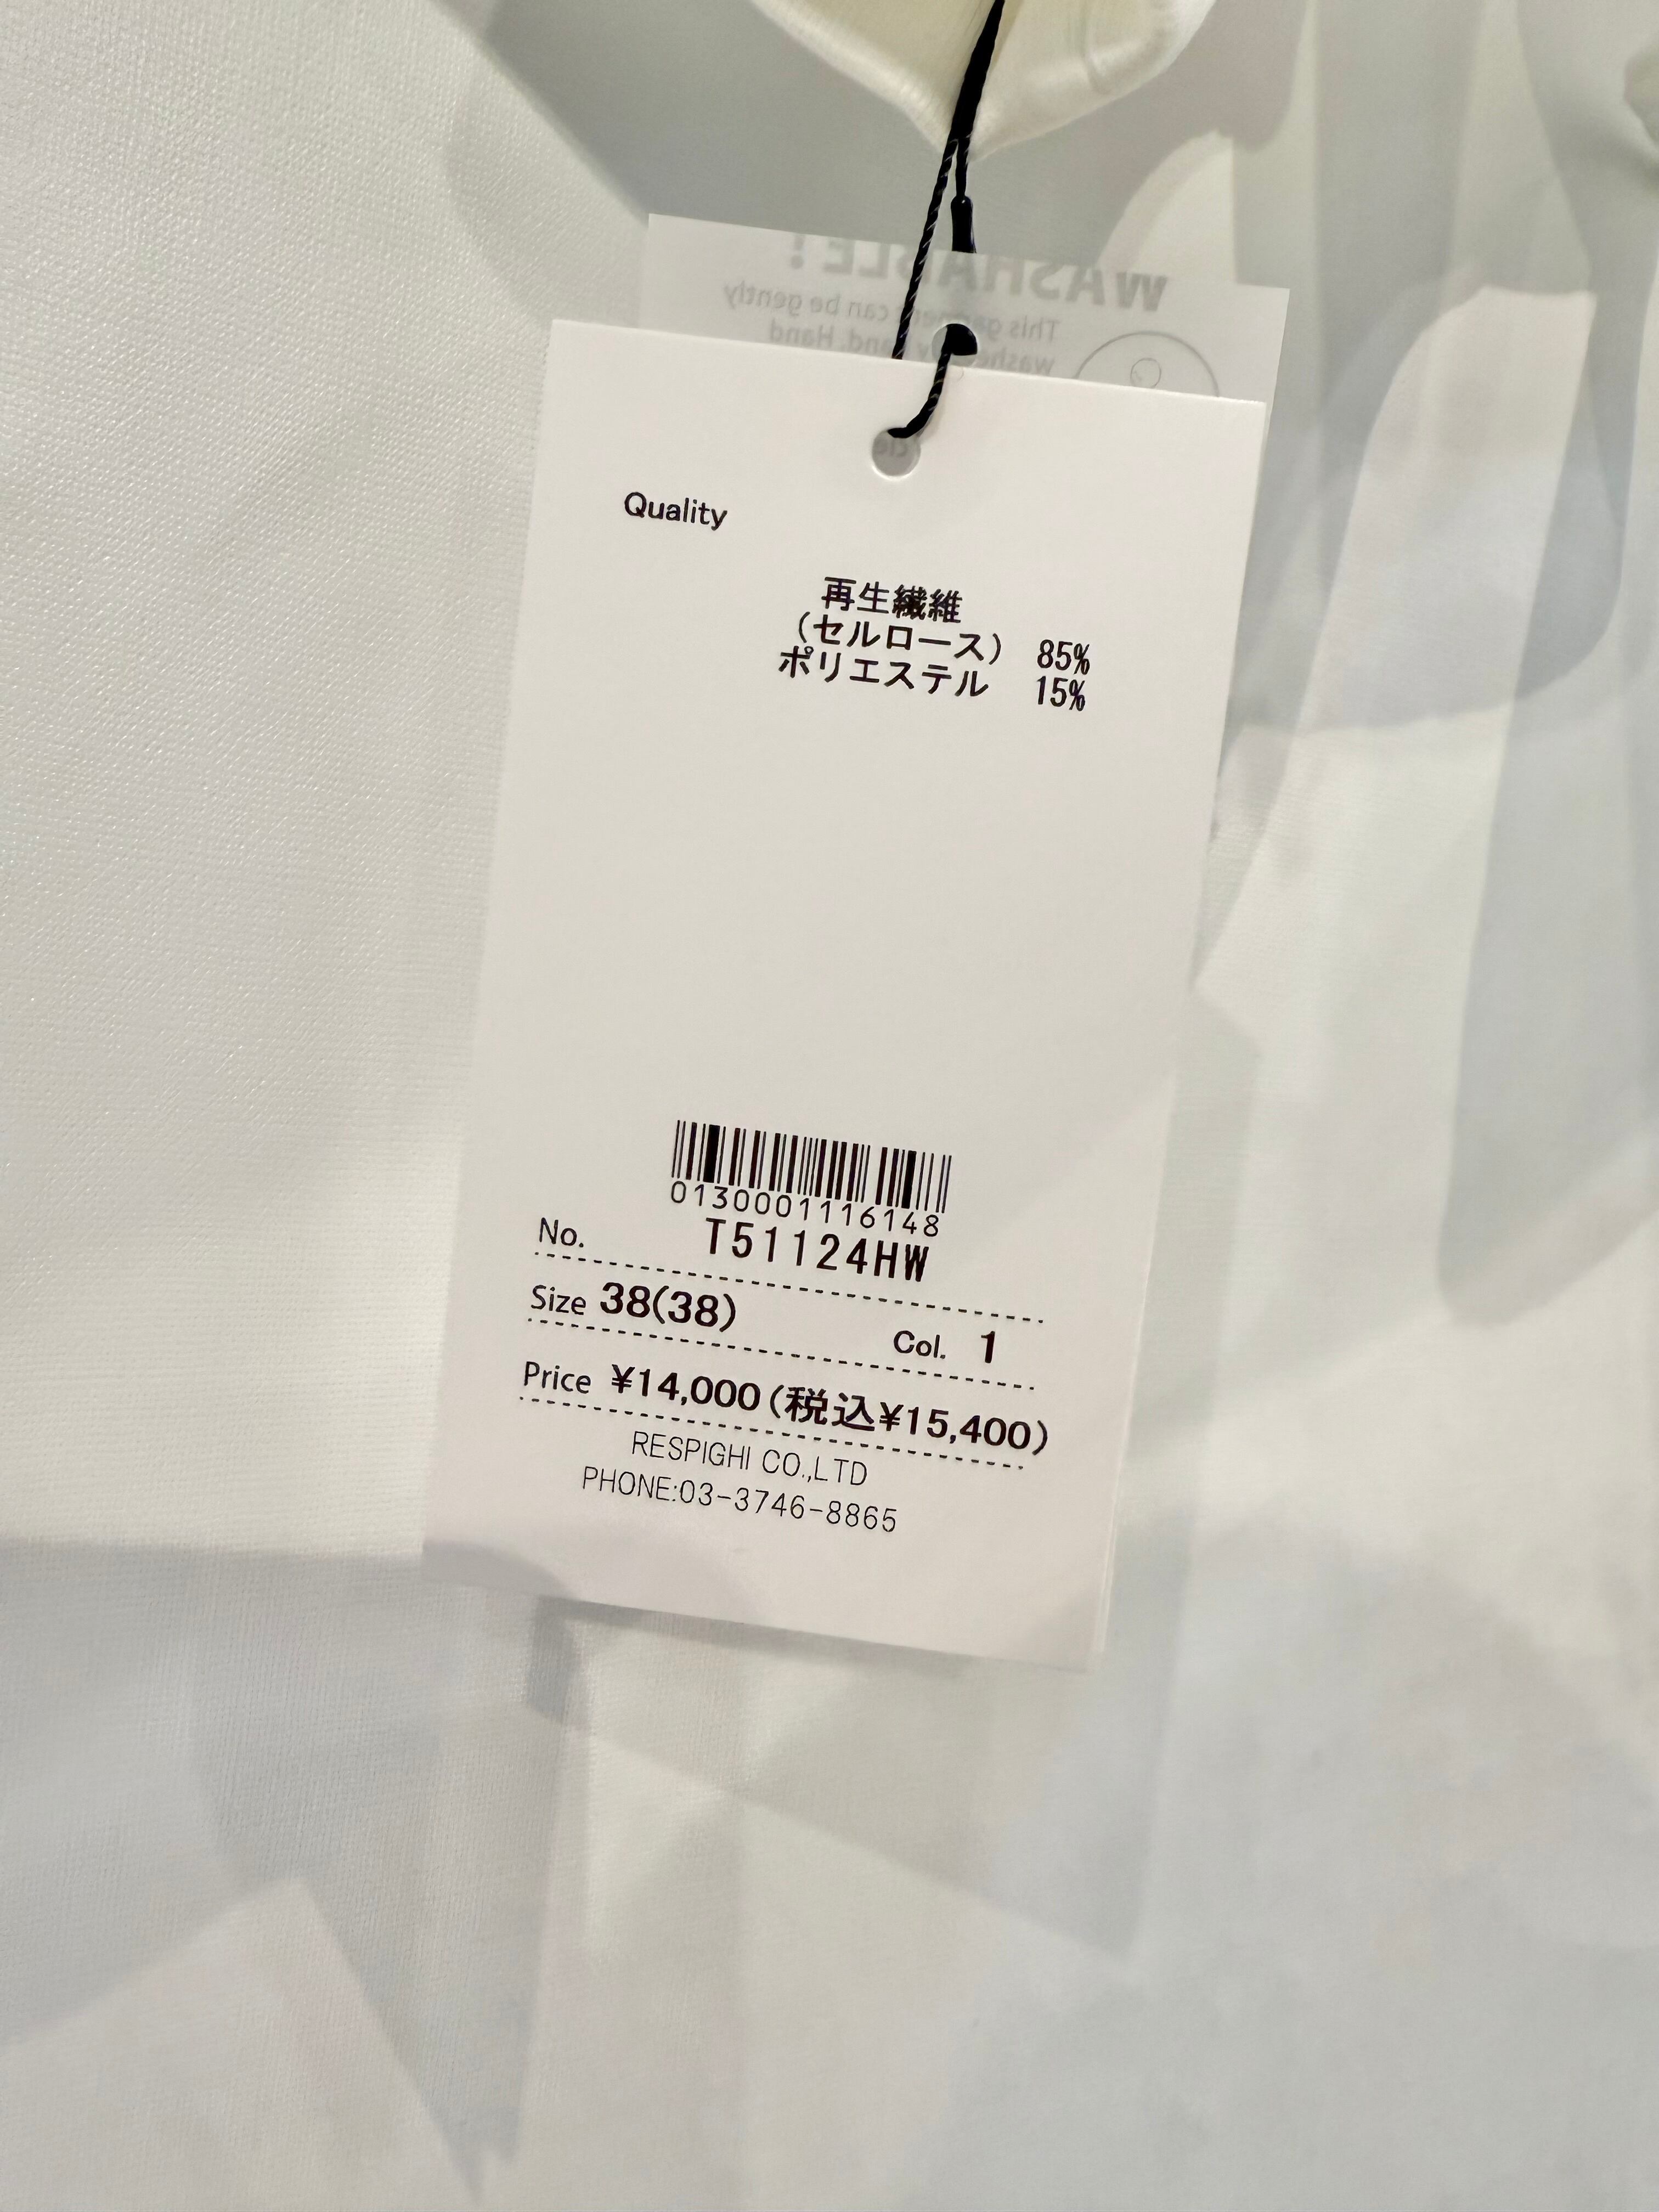 WASHABLE!
This garment can be gently
washed by hand. Hand
Quality
再生繊維
(セルロース) 85%
ポリエステル 15%
0130001116148
No. T51124HW
Size 38(38) Col. 1
Price ¥14,000(税込¥15,400)
RESPIGHI CO.,LTD
PHONE:03-3746-8865